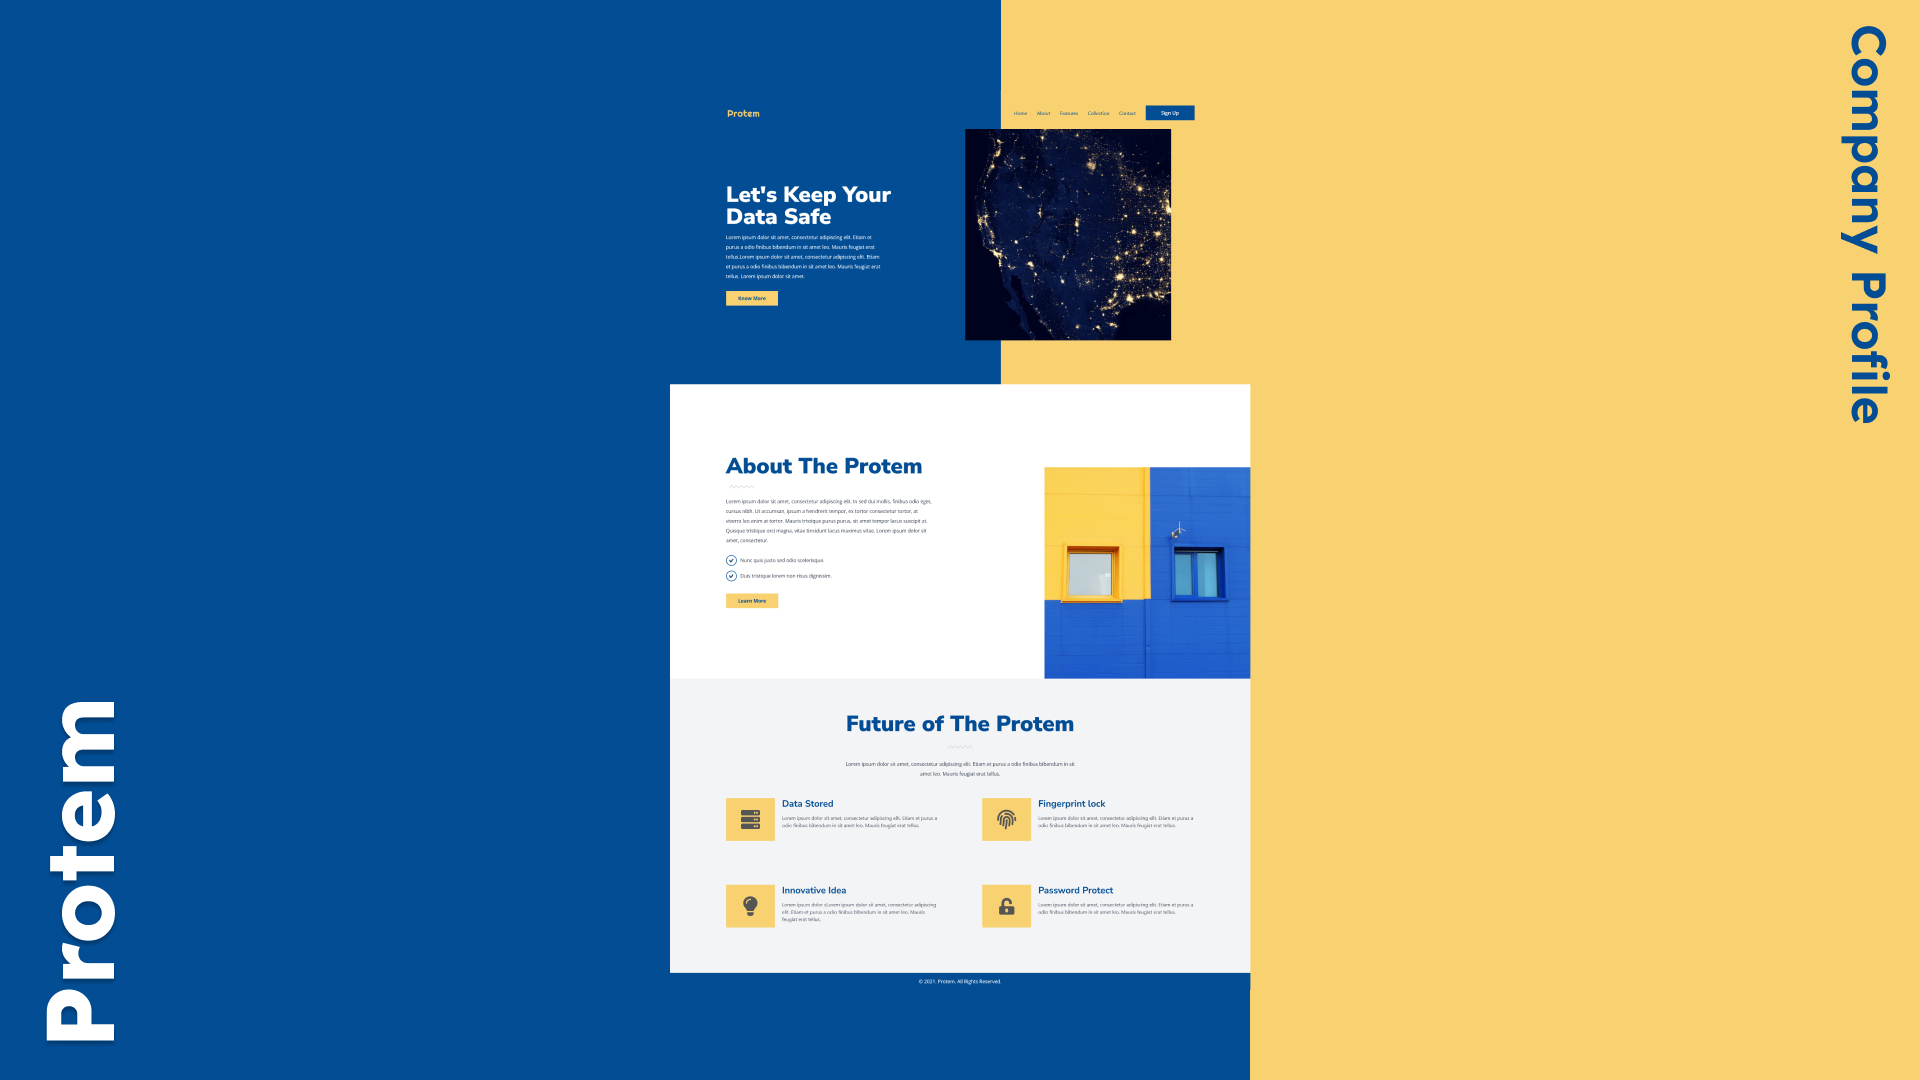 Company Profile
Protem
Home About Features Collection Contact Sign Up
Let's Keep Your
Data Safe
Lorem ipsum dolor sit amet, consectetur adipiscing elit. Etiam et
purus a odio finibus bibendum in sit amet leo. Mauris feugiat erat
tellus.Lorem ipsum dolor sit amet, consectetur adipiscing elit. Etiam
et purus a odio finibus bibendum in sit amet leo. Mauris feugiat erat
tellus. Lorem ipsum dolor sit amet.
Know More
About The Protem
Lorem ipsum dolor sit amet, consectetur adipiscing elit. In sed dui mollis, finibus odio eget,
cursus nibh. Ut accumsan, ipsum a hendrerit tempor, ex tortor consectetur tortor, at
viverra leo enim at tortor. Mauris tristique purus purus, sit amet tempor lacus suscipit at.
Quisque tristique orci magna, vitae tincidunt lacus maximus vitae. Lorem ipsum dolor sit
amet, consectetur.
Nunc quis justo sed odio scelerisque.
Duis tristique lorem non risus dignissim.
Learn More
Future of The Protem
Lorem ipsum dolor sit amet, consectetur adipiscing elit. Etiam et purus a odio finibus bibendum in sit
amet leo. Mauris feugiat erat tellus.
Data Stored
Lorem ipsum dolor sit amet, consectetur adipiscing elit. Etiam et purus a
odio finibus bibendum in sit amet leo. Mauris feugiat erat tellus.
Fingerprint lock
Lorem ipsum dolor sit amet, consectetur adipiscing elit. Etiam et purus a
odio finibus bibendum in sit amet leo. Mauris feugiat erat tellus.
Innovative Idea
Lorem ipsum dolor sLorem ipsum dolor sit amet, consectetur adipiscing
elit. Etiam et purus a odio finibus bibendum in sit amet leo. Mauris
feugiat erat tellus.
Password Protect
Lorem ipsum dolor sit amet, consectetur adipiscing elit. Etiam et purus a
odio finibus bibendum in sit amet leo. Mauris feugiat erat tellus.
© 2021. Protem. All Rights Reserved.
Protem